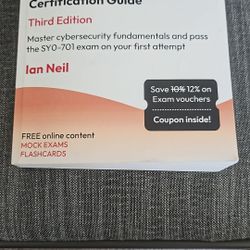 Certification Guide
Third Edition
Master cybersecurity fundamentals and pass
the SY0-701 exam on your first attempt
Ian Neil
Save 10% 12% on
Exam vouchers
Coupon inside!
FREE online content
MOCK EXAMS
FLASHCARDS